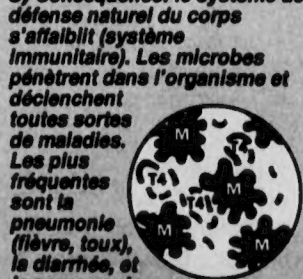 défense naturel du corps
s'affaiblit (système
immunitaire). Les microbes
pénètrent dans l'organisme et
déclenchent
toutes sortes
de maladies.
Les plus
fréquentes
sont la
pneumonie
(fièvre, toux),
la diarrhée, et
M
T4
T4
M
T4
M
M